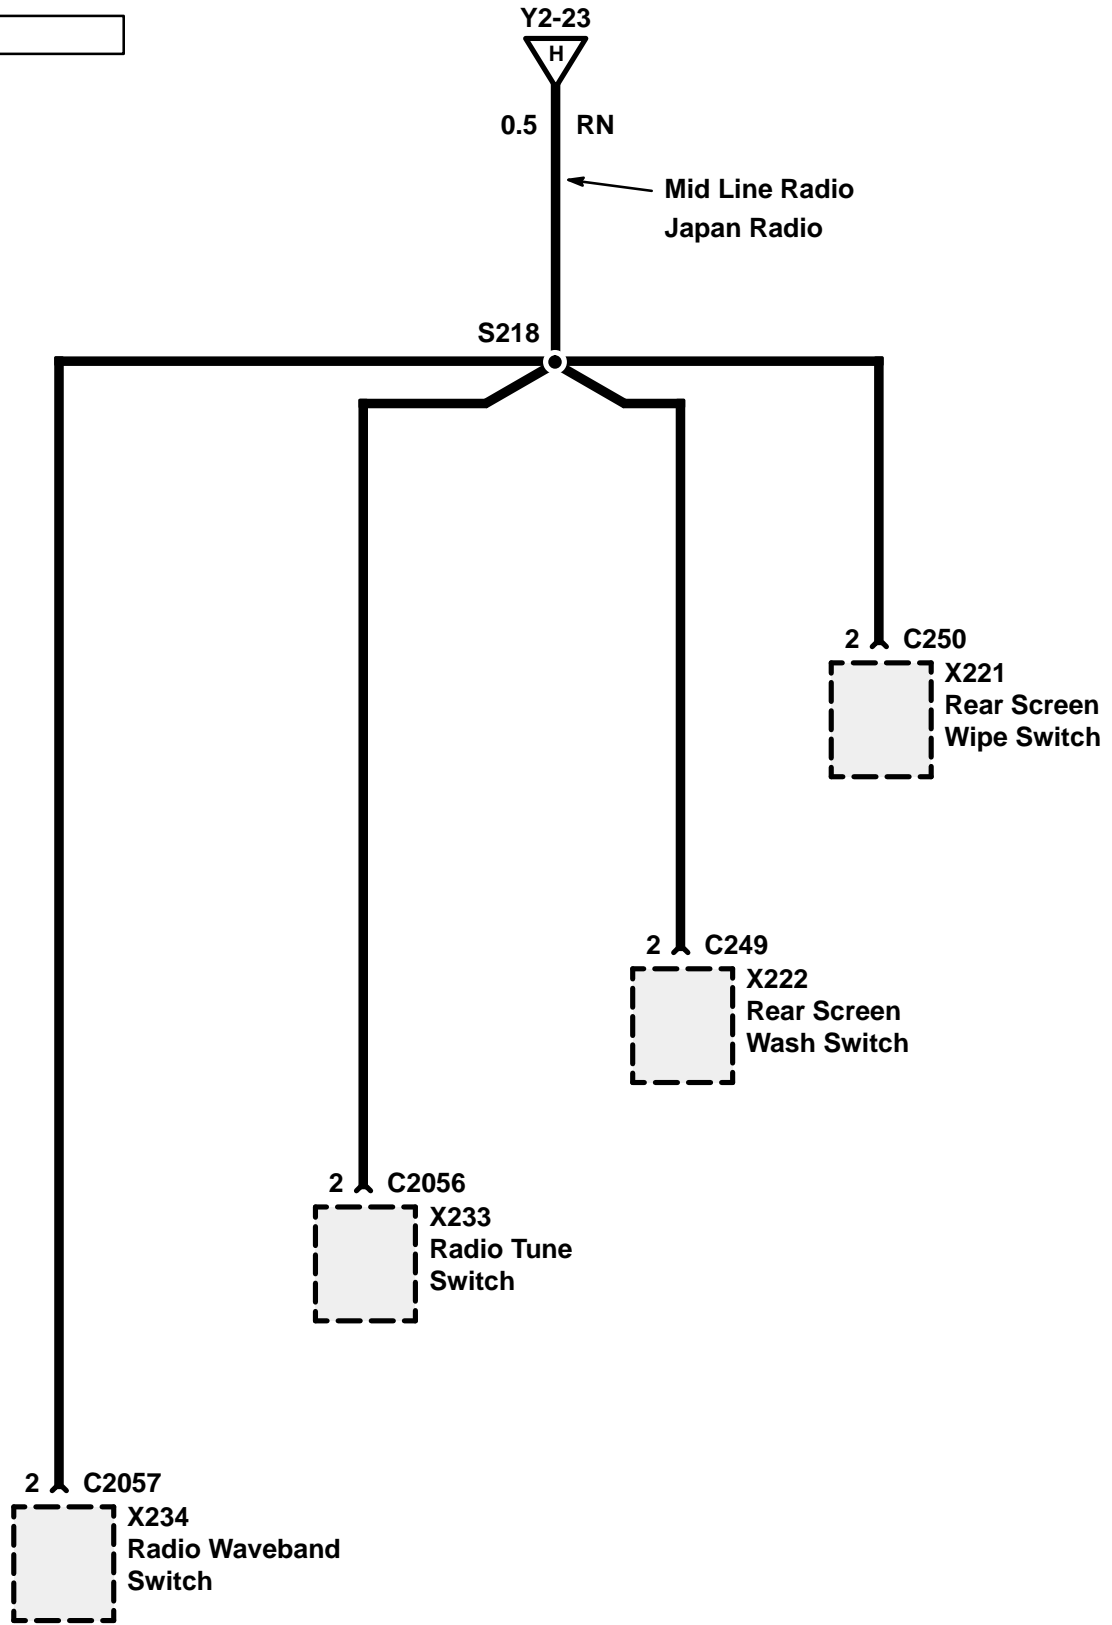 Y2-23
H
0.5 RN
Mid Line Radio
Japan Radio
S218
2 C250
X221
Rear Screen
Wipe Switch
2 C249
X222
Rear Screen
Wash Switch
2 C2056
X233
Radio Tune
Switch
2 C2057
X234
Radio Waveband
Switch